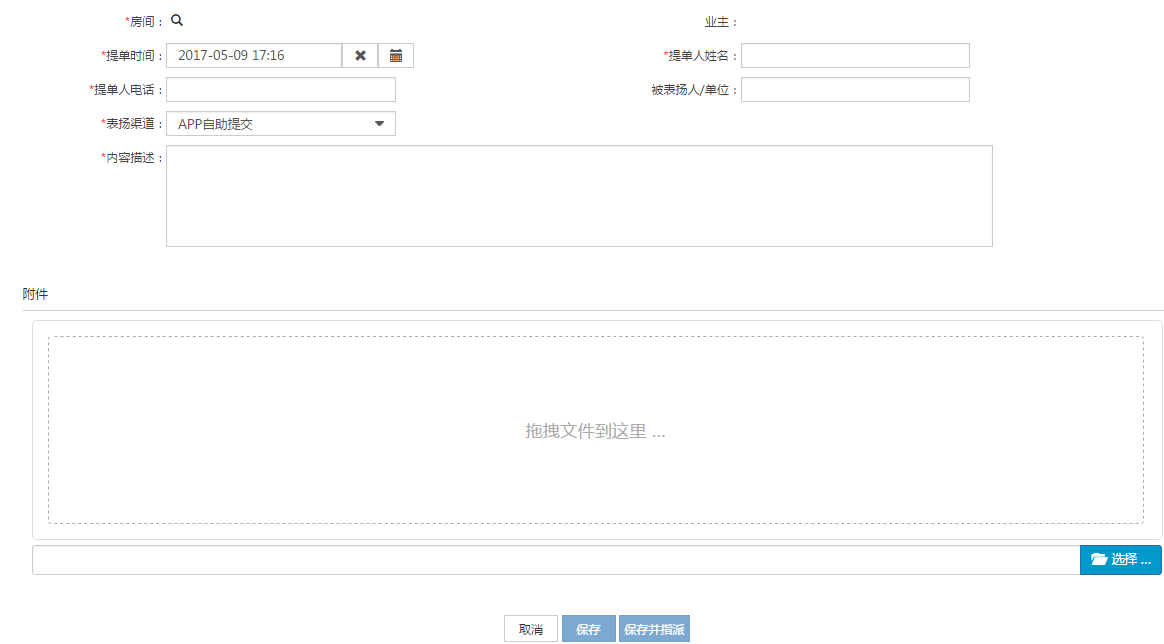 *房间： 业主：
*提单时间： 2017-05-09 17:16 *提单人姓名：
*提单人电话： 被表扬人/单位：
*表扬渠道： APP自助提交
*内容描述：
附件
拖拽文件到这里 ...
选择 ...
取消 保存 保存并指派